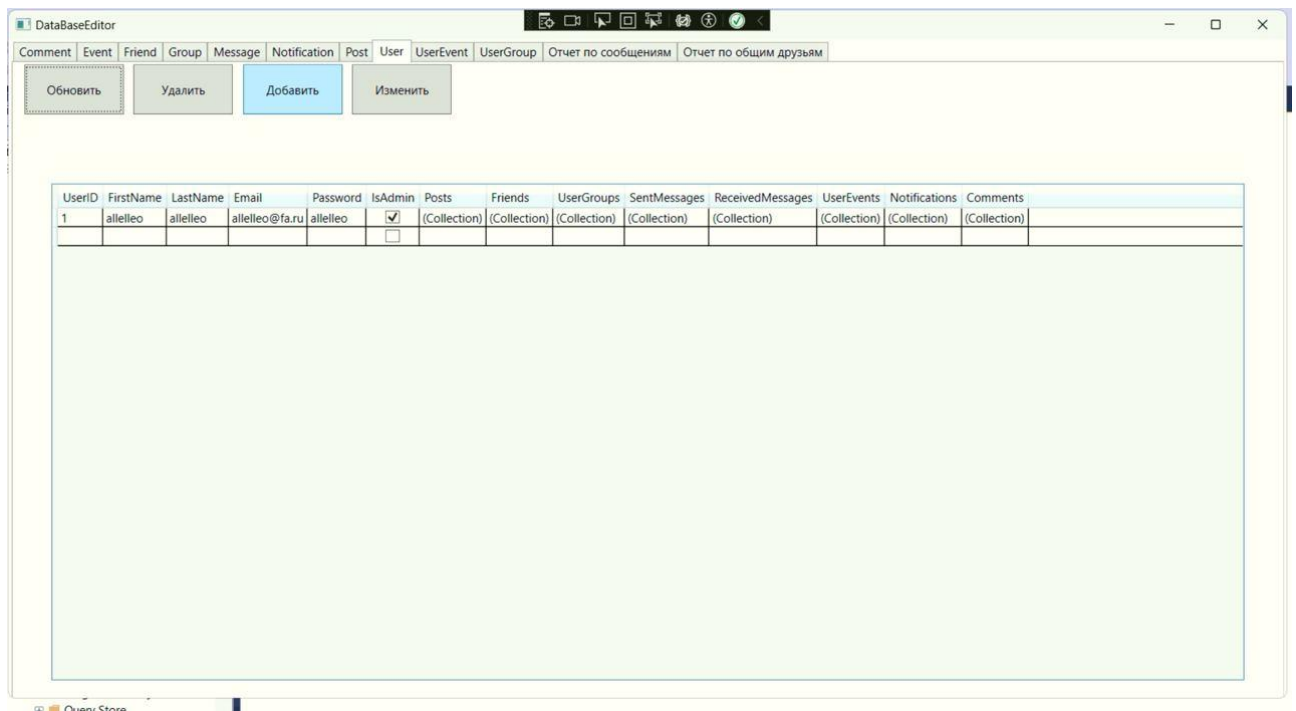 DataBaseEditor
Comment Event Friend Group Message Notification Post User UserEvent UserGroup Отчет по сообщениям Отчет по общим друзьям
Обновить Удалить Добавить Изменить
UserID FirstName LastName Email Password IsAdmin Posts Friends UserGroups SentMessages ReceivedMessages UserEvents Notifications Comments
1 allelleo allelleo allelleo@fa.ru allelleo (Collection) (Collection) (Collection) (Collection) (Collection) (Collection) (Collection) (Collection)
Query Store